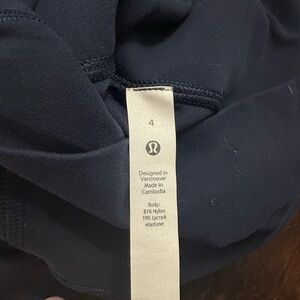 4
Designed in
Vancouver
Made in
Cambodia
Body:
81% Nylon
19% Lycra®
elastane